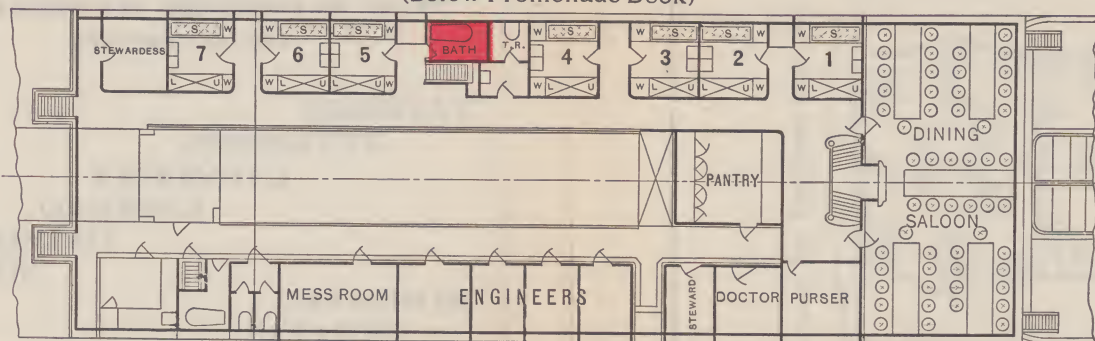 (Below Promenade Deck)
STEWARDESS
W S W
7
L U W
W S
6
W L U
S W
5
L U W
BATH
T.R.
W S W
4
W L U
W S
3
W L U
S W
2
L U W
W S
1
W L U
DINING
SALOON
PANTRY
MESS ROOM
ENGINEERS
STEWARD
DOCTOR
PURSER